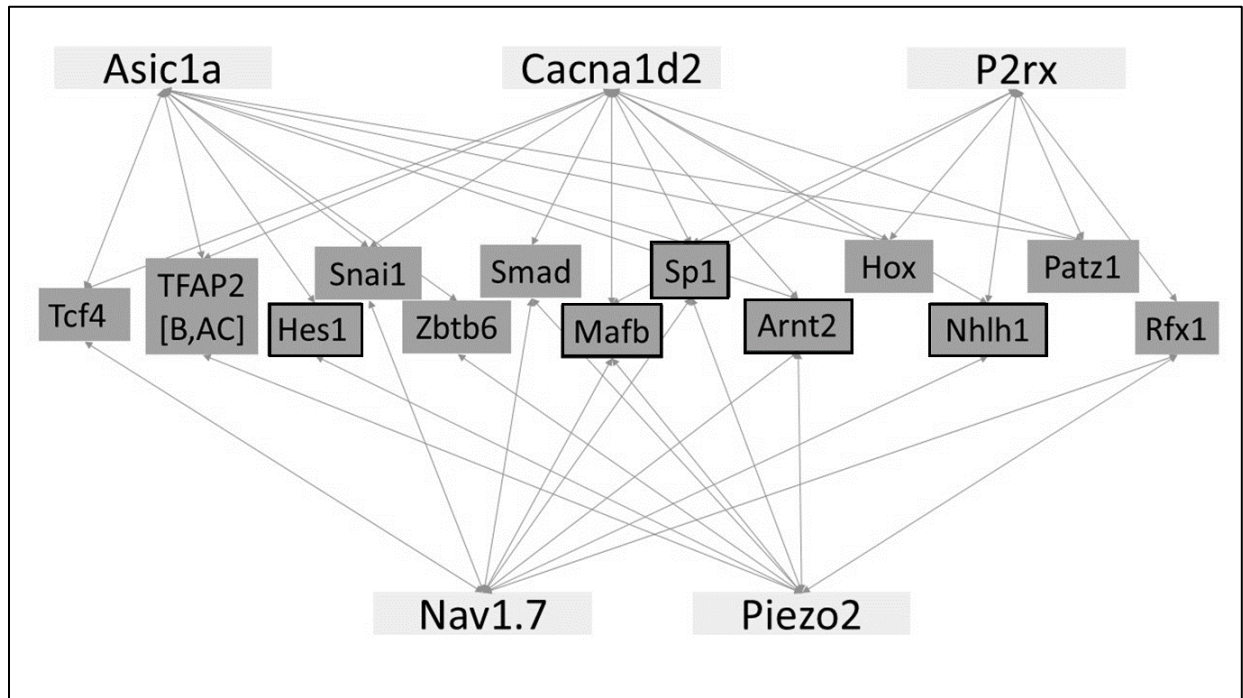 Asic1a
Cacna1d2
P2rx
Tcf4
TFAP2
[B,AC]
Hes1
Snai1
Zbtb6
Smad
Mafb
Sp1
Arnt2
Hox
Nhlh1
Patz1
Rfx1
Nav1.7
Piezo2